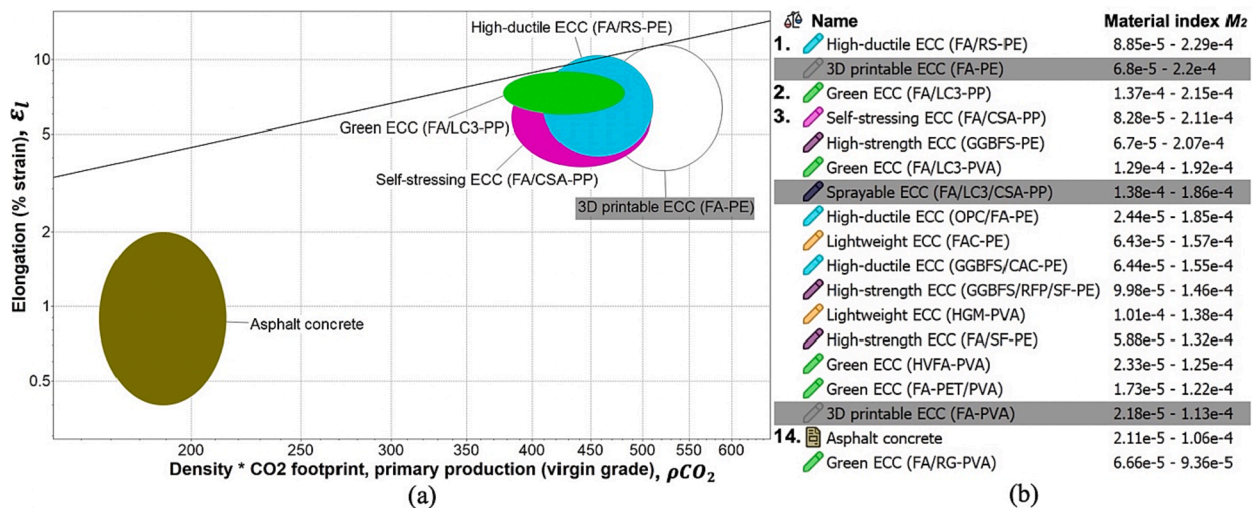 High-ductile ECC (FA/RS-PE)
10
5
2
1
0.5
Elongation (% strain), εl
Green ECC (FA/LC3-PP)
Self-stressing ECC (FA/CSA-PP)
3D printable ECC (FA-PE)
Asphalt concrete
200 250 300 350 400 450 500 600
Density * CO2 footprint, primary production (virgin grade), ρCO₂
(a)
Name Material index M₂
1. High-ductile ECC (FA/RS-PE) 8.85e-5 - 2.29e-4
3D printable ECC (FA-PE) 6.8e-5 - 2.2e-4
2. Green ECC (FA/LC3-PP) 1.37e-4 - 2.15e-4
3. Self-stressing ECC (FA/CSA-PP) 8.28e-5 - 2.11e-4
High-strength ECC (GGBFS-PE) 6.7e-5 - 2.07e-4
Green ECC (FA/LC3-PVA) 1.29e-4 - 1.92e-4
Sprayable ECC (FA/LC3/CSA-PP) 1.38e-4 - 1.86e-4
High-ductile ECC (OPC/FA-PE) 2.44e-5 - 1.85e-4
Lightweight ECC (FAC-PE) 6.43e-5 - 1.57e-4
High-ductile ECC (GGBFS/CAC-PE) 6.44e-5 - 1.55e-4
High-strength ECC (GGBFS/RFP/SF-PE) 9.98e-5 - 1.46e-4
Lightweight ECC (HGM-PVA) 1.01e-4 - 1.38e-4
High-strength ECC (FA/SF-PE) 5.88e-5 - 1.32e-4
Green ECC (HVFA-PVA) 2.33e-5 - 1.25e-4
Green ECC (FA-PET/PVA) 1.73e-5 - 1.22e-4
3D printable ECC (FA-PVA) 2.18e-5 - 1.13e-4
14. Asphalt concrete 2.11e-5 - 1.06e-4
Green ECC (FA/RG-PVA) 6.66e-5 - 9.36e-5
(b)